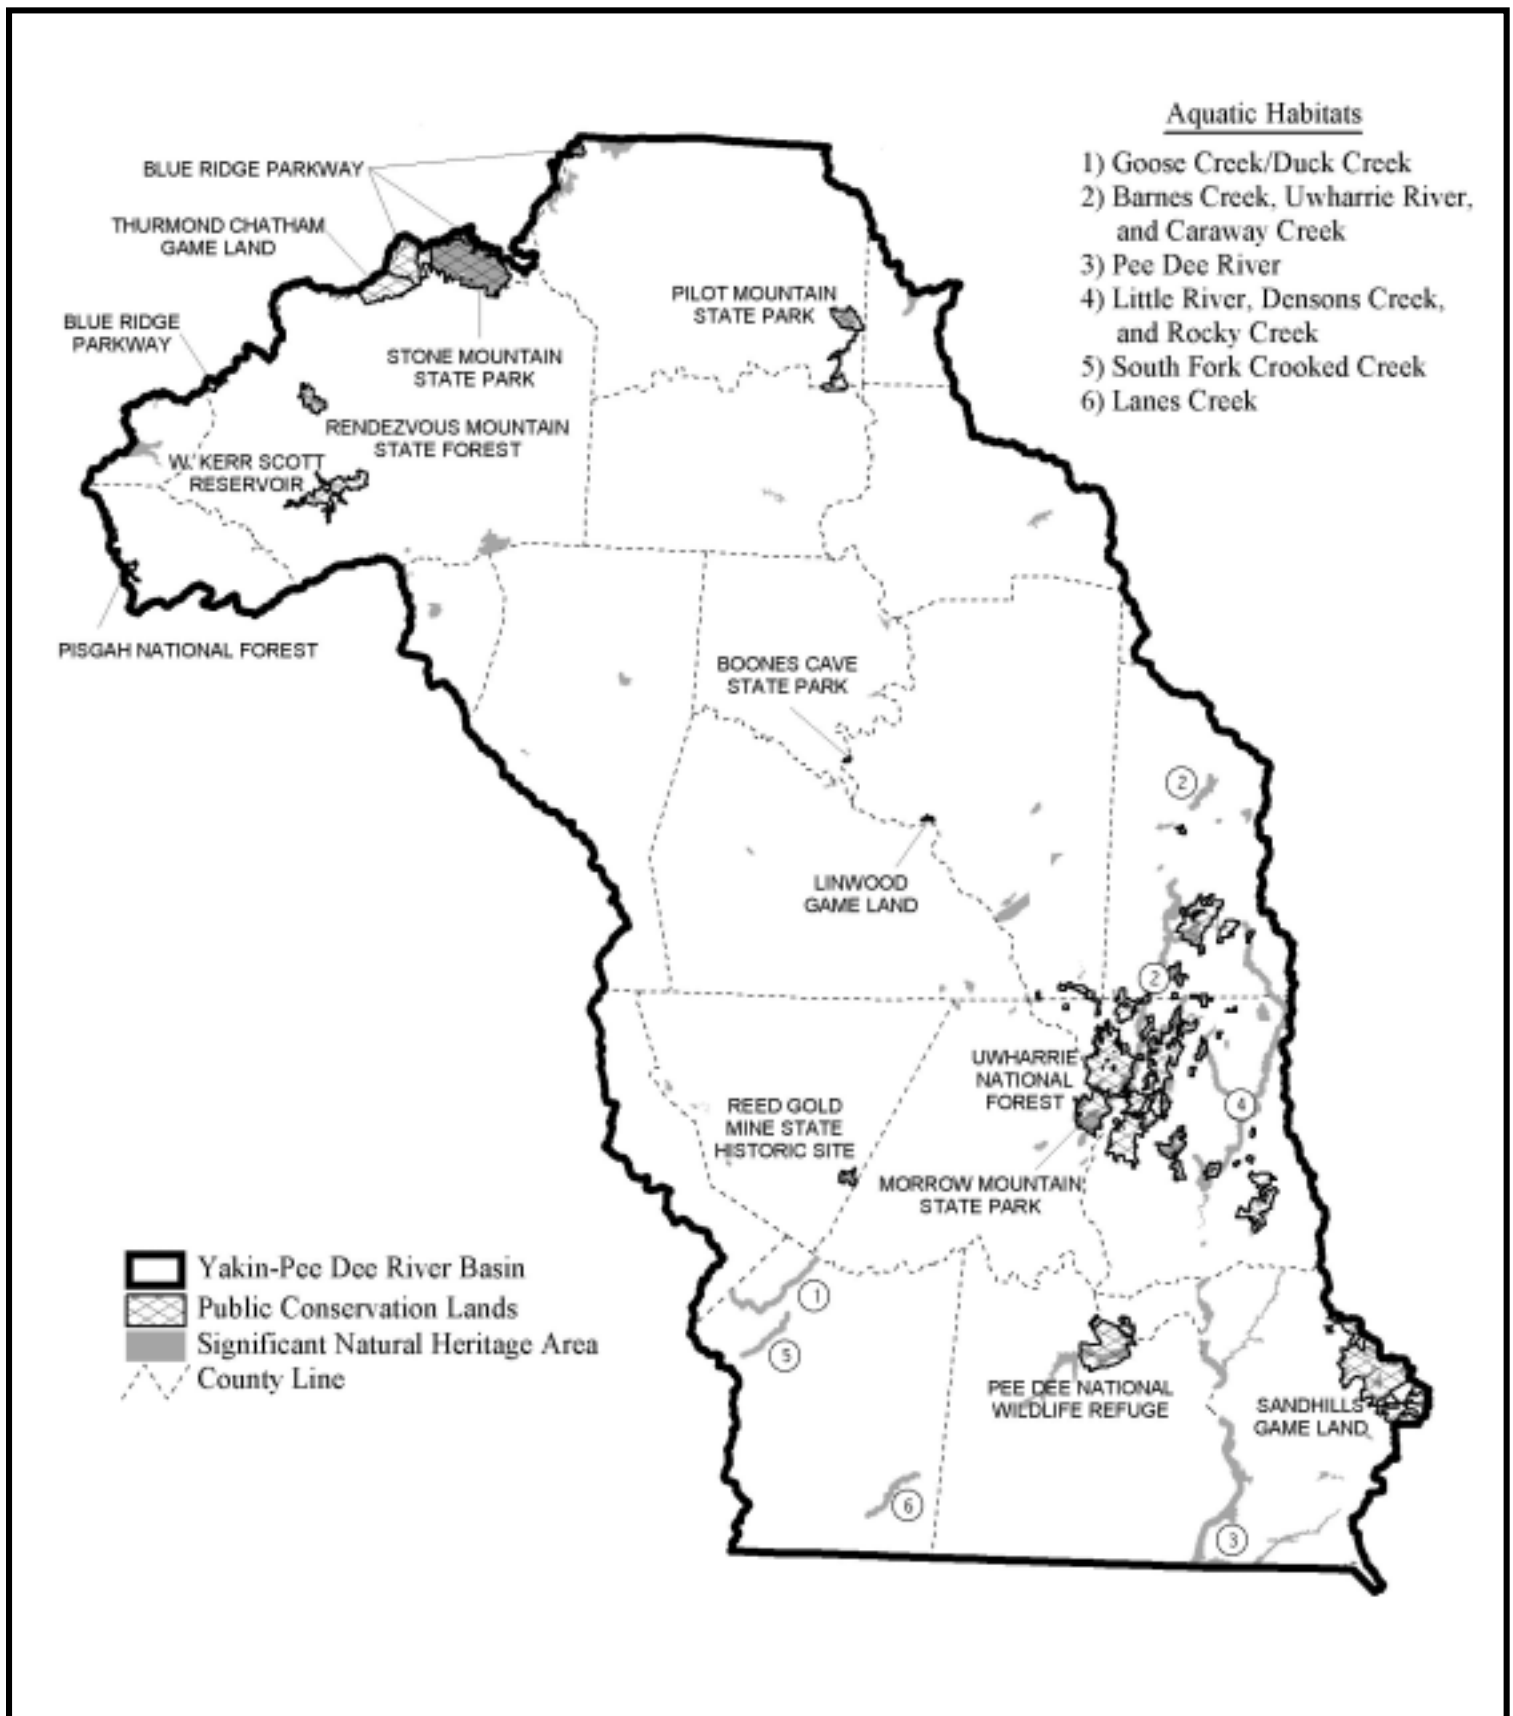 Aquatic Habitats
1) Goose Creek/Duck Creek
2) Barnes Creek, Uwharrie River,
and Caraway Creek
3) Pee Dee River
4) Little River, Densons Creek,
and Rocky Creek
5) South Fork Crooked Creek
6) Lanes Creek
BLUE RIDGE PARKWAY
THURMOND CHATHAM
GAME LAND
BLUE RIDGE
PARKWAY
PILOT MOUNTAIN
STATE PARK
STONE MOUNTAIN
STATE PARK
RENDEZVOUS MOUNTAIN
STATE FOREST
W. KERR SCOTT
RESERVOIR
PISGAH NATIONAL FOREST
BOONES CAVE
STATE PARK
2
LINWOOD
GAME LAND
2
UWHARRIE
NATIONAL
FOREST
REED GOLD
MINE STATE
HISTORIC SITE
4
MORROW MOUNTAIN
STATE PARK
1
5
PEE DEE NATIONAL
WILDLIFE REFUGE
SANDHILLS
GAME LAND
6
3
Yakin-Pee Dee River Basin
Public Conservation Lands
Significant Natural Heritage Area
County Line